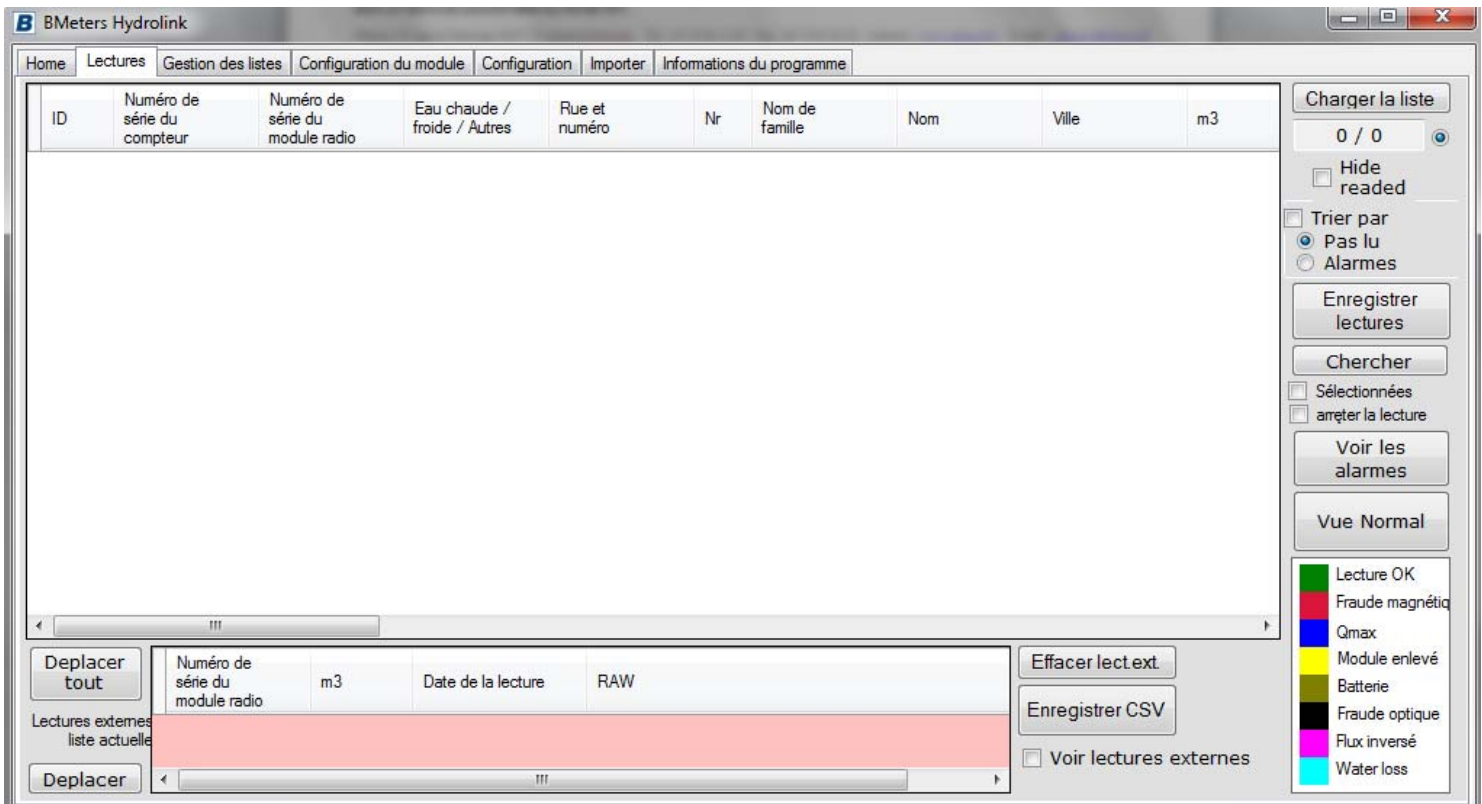 BMeters Hydrolink
Home Lectures Gestion des listes Configuration du module Configuration Importer Informations du programme
ID
Numéro de
série du
compteur
Numéro de
série du
module radio
Eau chaude /
froide / Autres
Rue et
numéro
Nr
Nom de
famille
Nom
Ville
m3
Charger la liste
0 / 0
Hide
readed
Trier par
Pas lu
Alarmes
Enregistrer
lectures
Chercher
Sélectionnées
arręter la lecture
Voir les
alarmes
Vue Normal
Lecture OK
Fraude magnétiq
Qmax
Module enlevé
Batterie
Fraude optique
Flux inversé
Water loss
Deplacer
tout
Lectures externes
liste actuelle
Deplacer
Numéro de
série du
module radio
m3
Date de la lecture
RAW
Effacer lect.ext.
Enregistrer CSV
Voir lectures externes